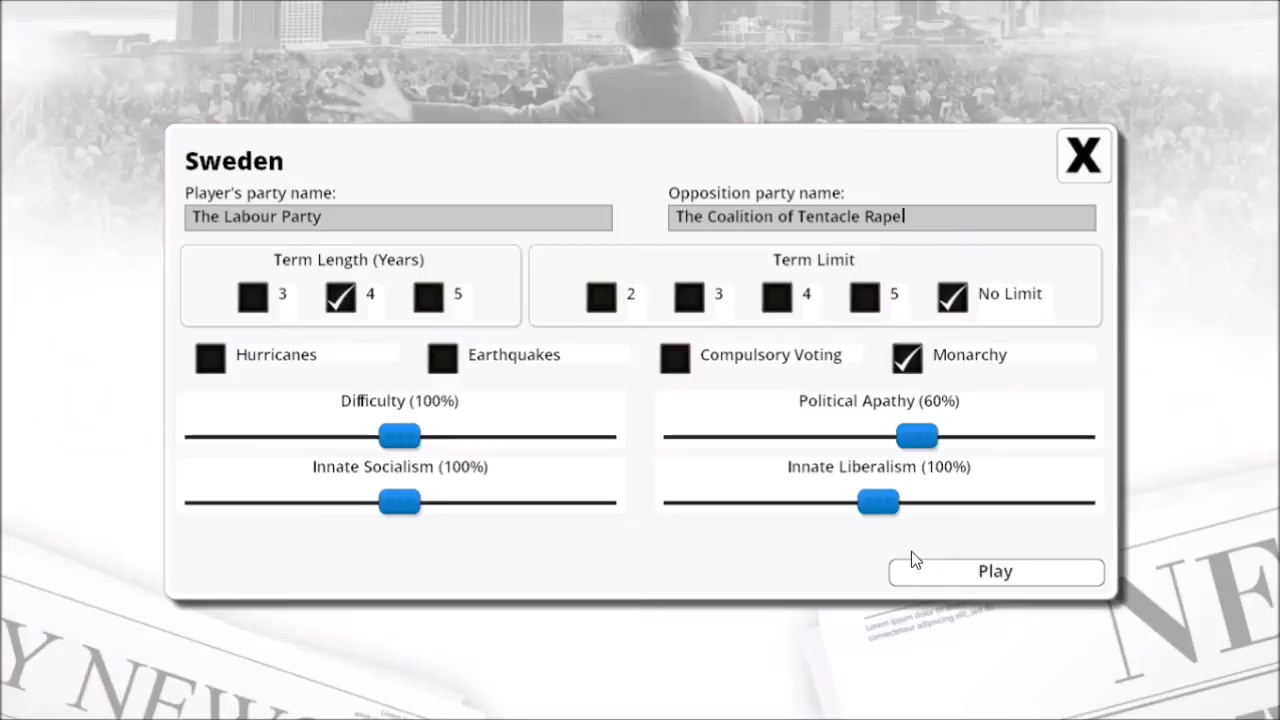 Sweden
X
Player's party name:
Opposition party name:
The Labour Party
The Coalition of Tentacle Rape
Term Length (Years)
Term Limit
3
4
5
2
3
4
5
No Limit
Hurricanes
Earthquakes
Compulsory Voting
Monarchy
Difficulty (100%)
Political Apathy (60%)
Innate Socialism (100%)
Innate Liberalism (100%)
Play
Y NEWS
NE